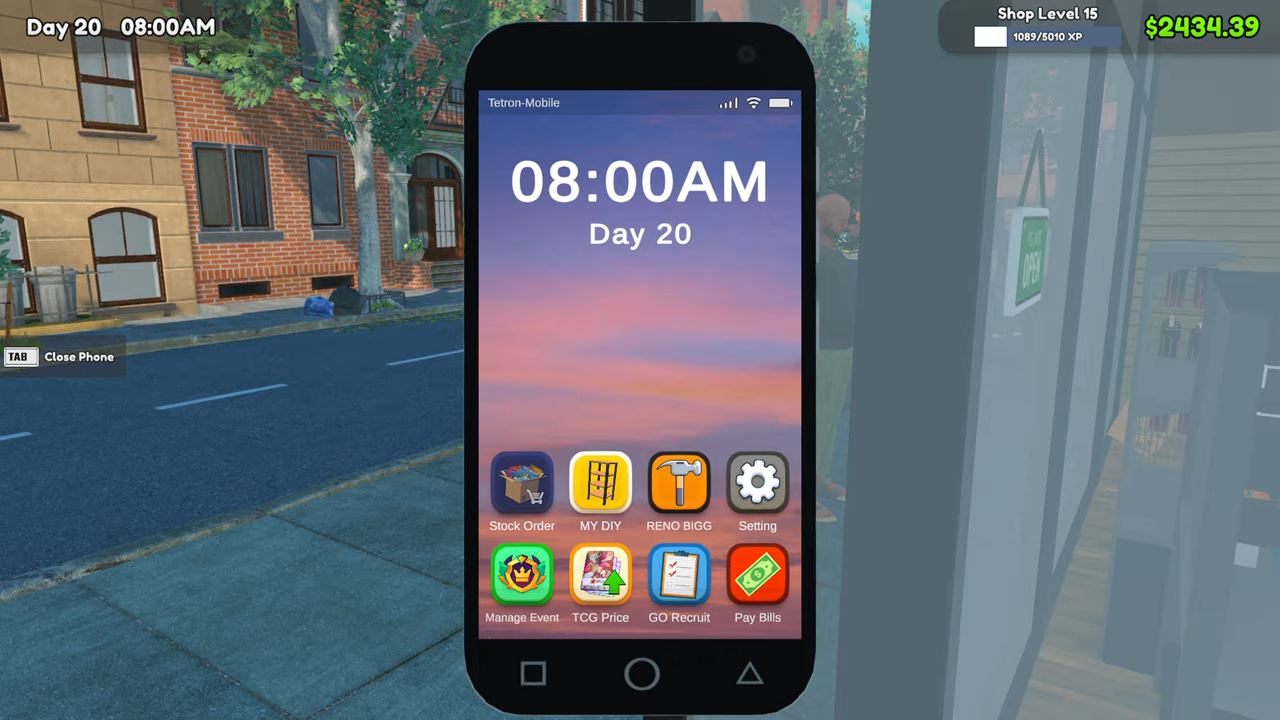 Day 20 08:00AM
Shop Level 15
1089/5010 XP
$2434.39
Tetron-Mobile
08:00AM
Day 20
TAB Close Phone
OPEN
Stock Order MY DIY RENO BIGG Setting
Manage Event TCG Price GO Recruit Pay Bills